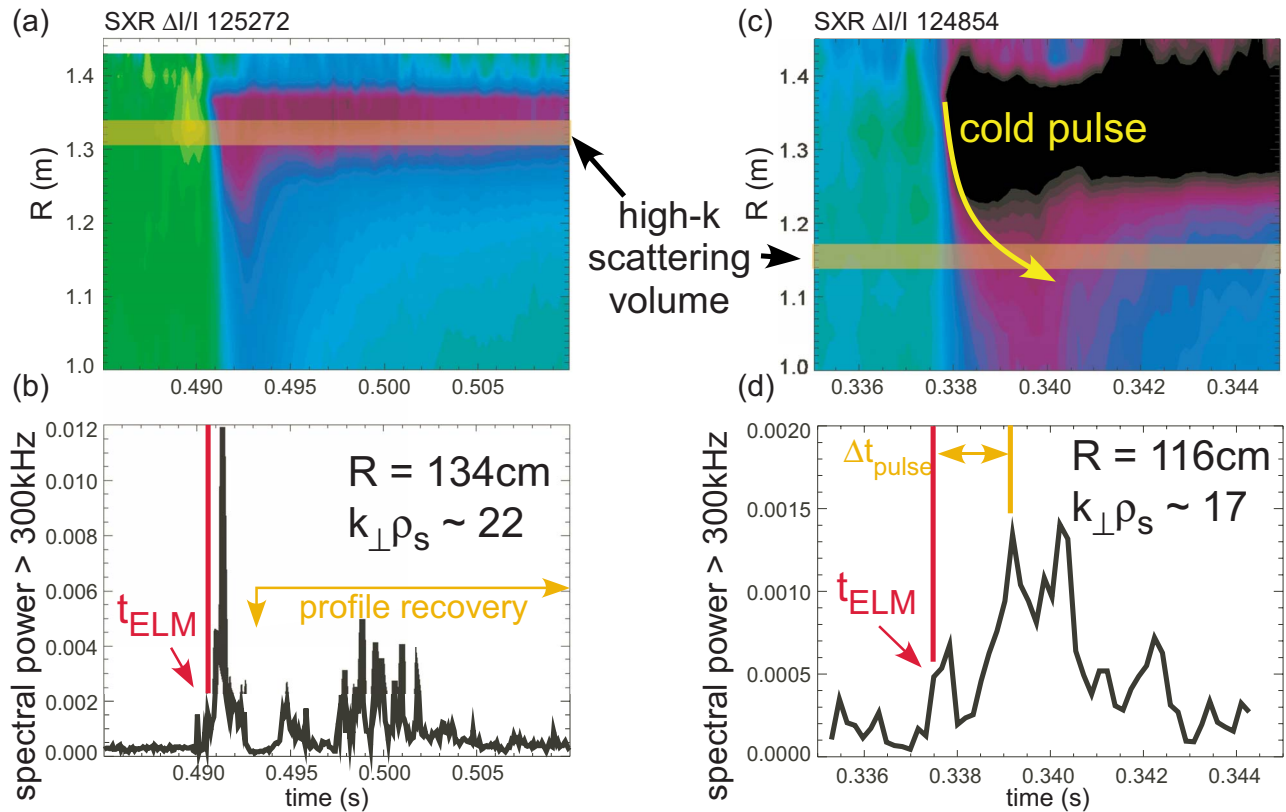 (a)
SXR ΔI/I 125272
R (m)
1.4
1.3
1.2
1.1
1.0
0.490
0.495
0.500
0.505
high-k
scattering
volume
(c)
SXR ΔI/I 124854
R (m)
1.4
1.3
1.2
1.1
1.0
cold pulse
0.336
0.338
0.340
0.342
0.344
(b)
spectral power > 300kHz
0.012
0.010
0.008
0.006
0.004
0.002
0.000
R = 134cm
k⊥ρs ~ 22
tELM
profile recovery
0.490
0.495
0.500
0.505
time (s)
(d)
spectral power > 300kHz
0.0020
0.0015
0.0010
0.0005
0.0000
Δtpulse
R = 116cm
k⊥ρs ~ 17
tELM
0.336
0.338
0.340
0.342
0.344
time (s)